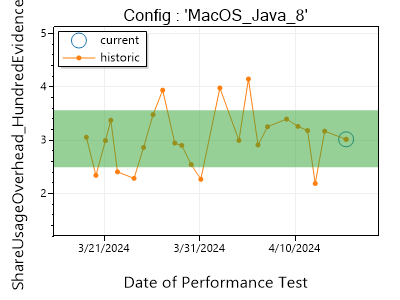 Config : 'MacOS_Java_8'
ShareUsageOverhead_HundredEvidence
5
4
3
2
current
historic
3/21/2024
3/31/2024
4/10/2024
Date of Performance Test